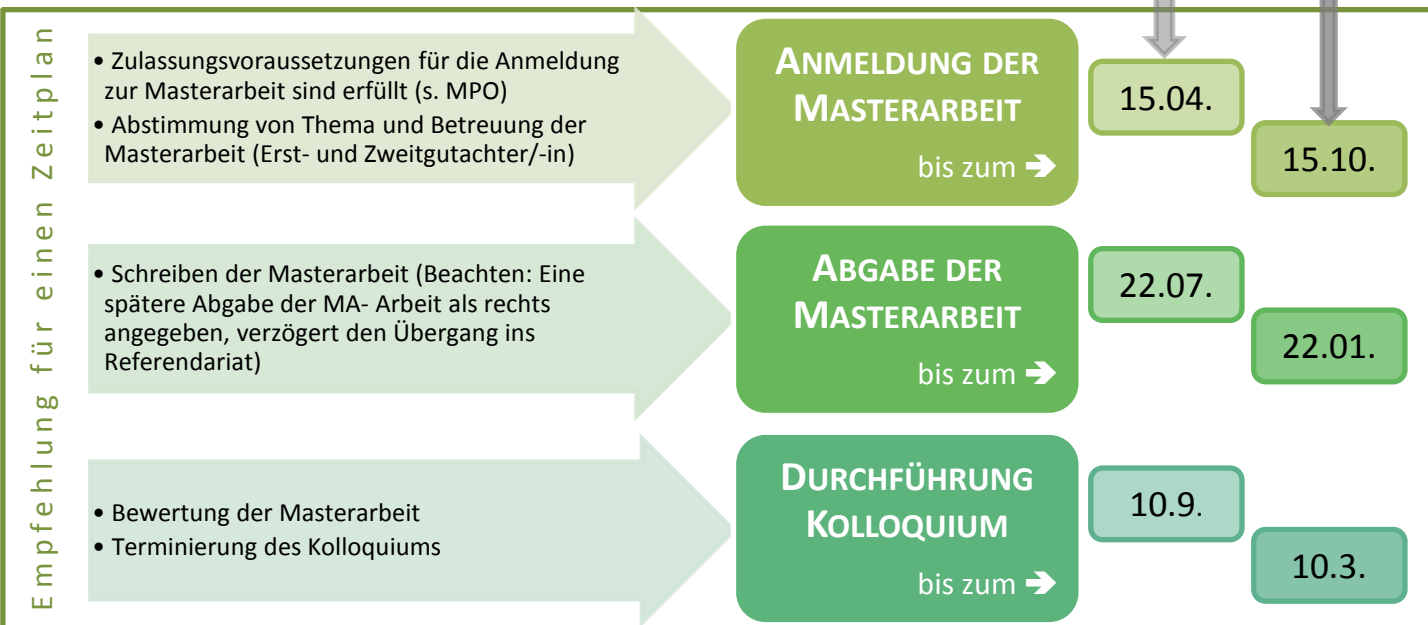 Empfehlung für einen Zeitplan
• Zulassungsvoraussetzungen für die Anmeldung
zur Masterarbeit sind erfüllt (s. MPO)
• Abstimmung von Thema und Betreuung der
Masterarbeit (Erst- und Zweitgutachter/-in)
ANMELDUNG DER
MASTERARBEIT
bis zum ➔
15.04.
15.10.
• Schreiben der Masterarbeit (Beachten: Eine
spätere Abgabe der MA- Arbeit als rechts
angegeben, verzögert den Übergang ins
Referendariat)
ABGABE DER
MASTERARBEIT
bis zum ➔
22.07.
22.01.
• Bewertung der Masterarbeit
• Terminierung des Kolloquiums
DURCHFÜHRUNG
KOLLOQUIUM
bis zum ➔
10.9.
10.3.